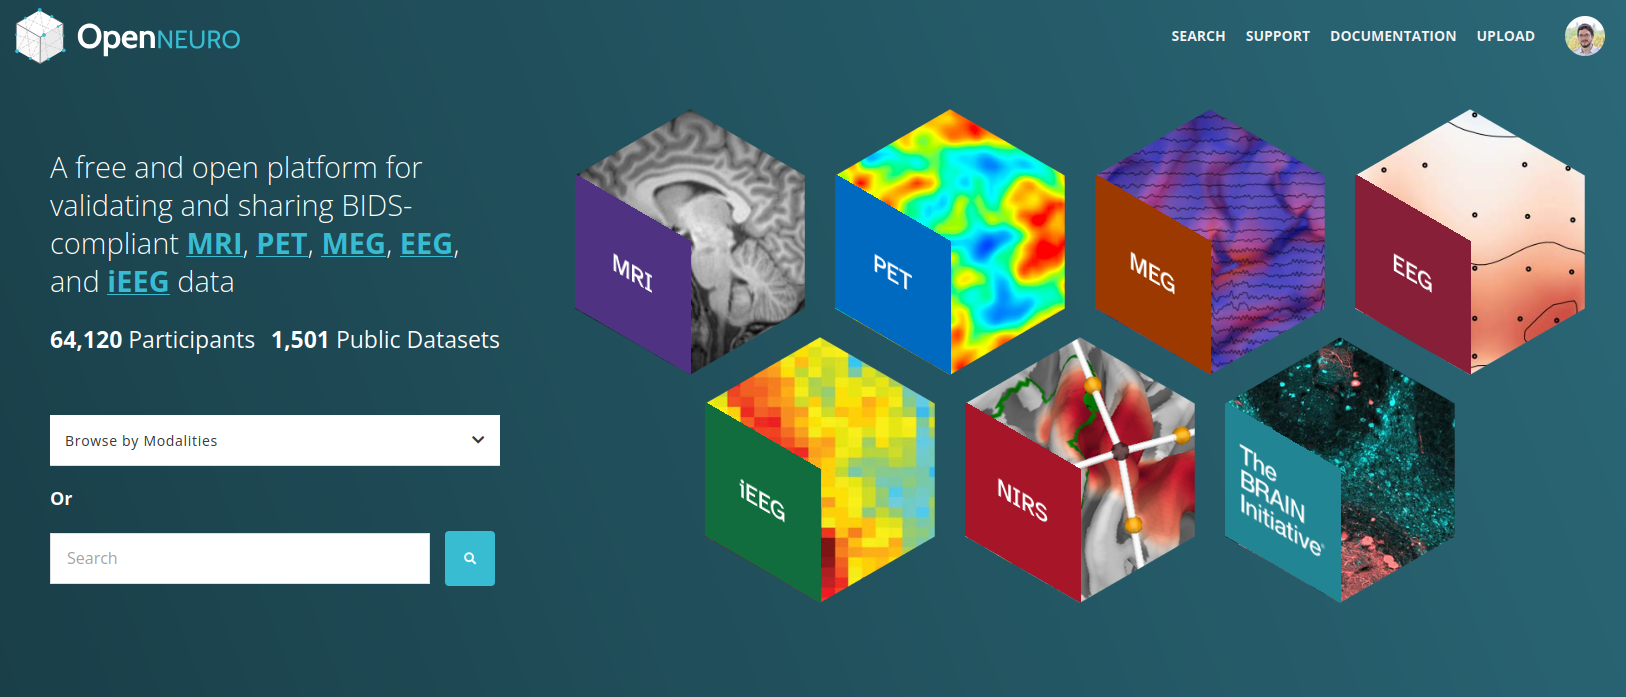 OpenNEURO
SEARCH SUPPORT DOCUMENTATION UPLOAD
A free and open platform for
validating and sharing BIDS-
compliant MRI, PET, MEG, EEG,
and iEEG data
64,120 Participants 1,501 Public Datasets
Browse by Modalities
Or
Search
MRI
PET
MEG
EEG
iEEG
NIRS
The
BRAIN
Initiative®